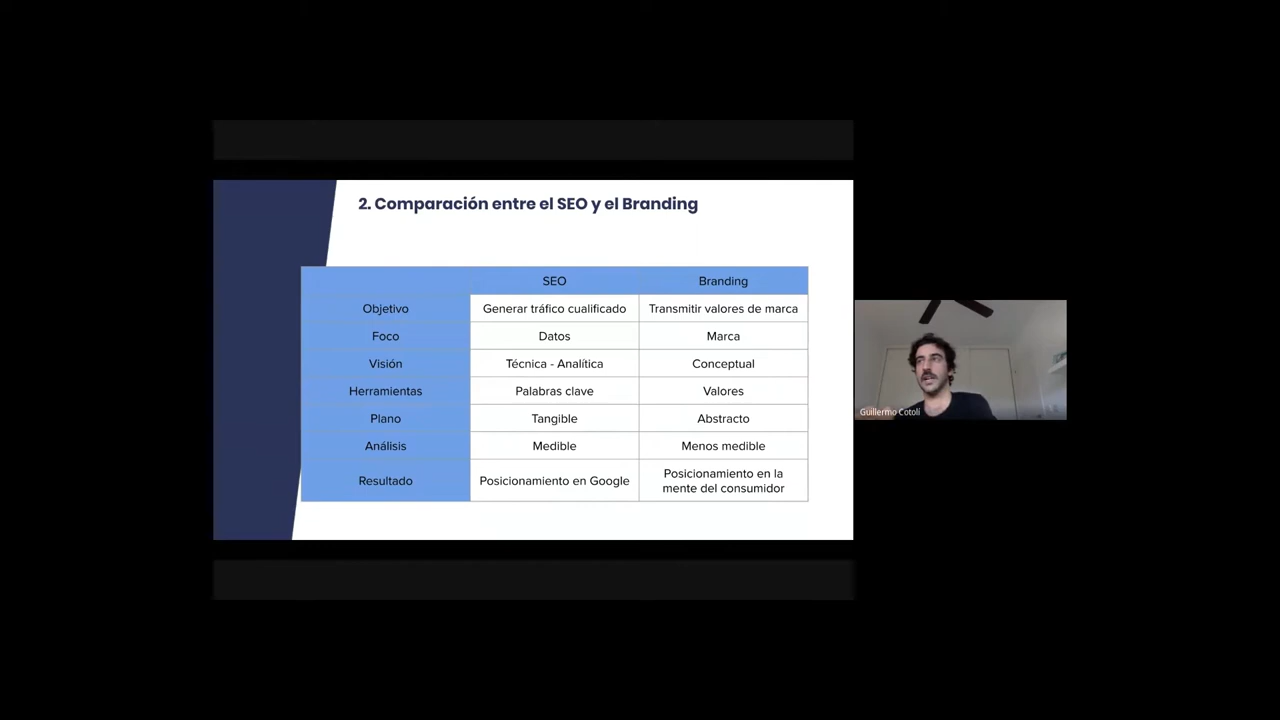 2. Comparación entre el SEO y el Branding
SEO Branding
Objetivo Generar tráfico cualificado Transmitir valores de marca
Foco Datos Marca
Visión Técnica - Analítica Conceptual
Herramientas Palabras clave Valores
Plano Tangible Abstracto
Análisis Medible Menos medible
Resultado Posicionamiento en Google Posicionamiento en la
mente del consumidor
Guillermo Cotolí